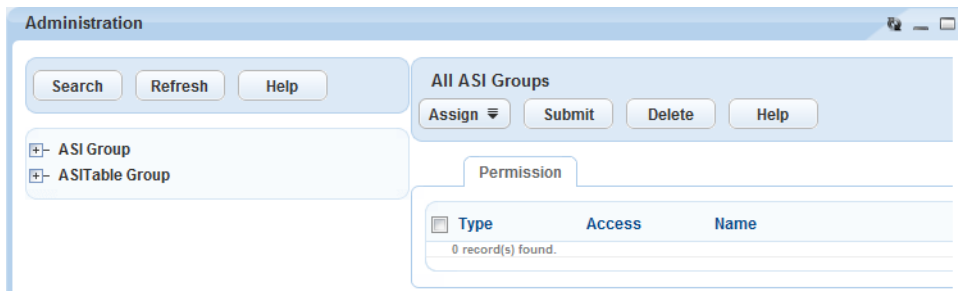 Administration
Search Refresh Help
ASI Group
ASITable Group
All ASI Groups
Assign Submit Delete Help
Permission
Type Access Name
0 record(s) found.